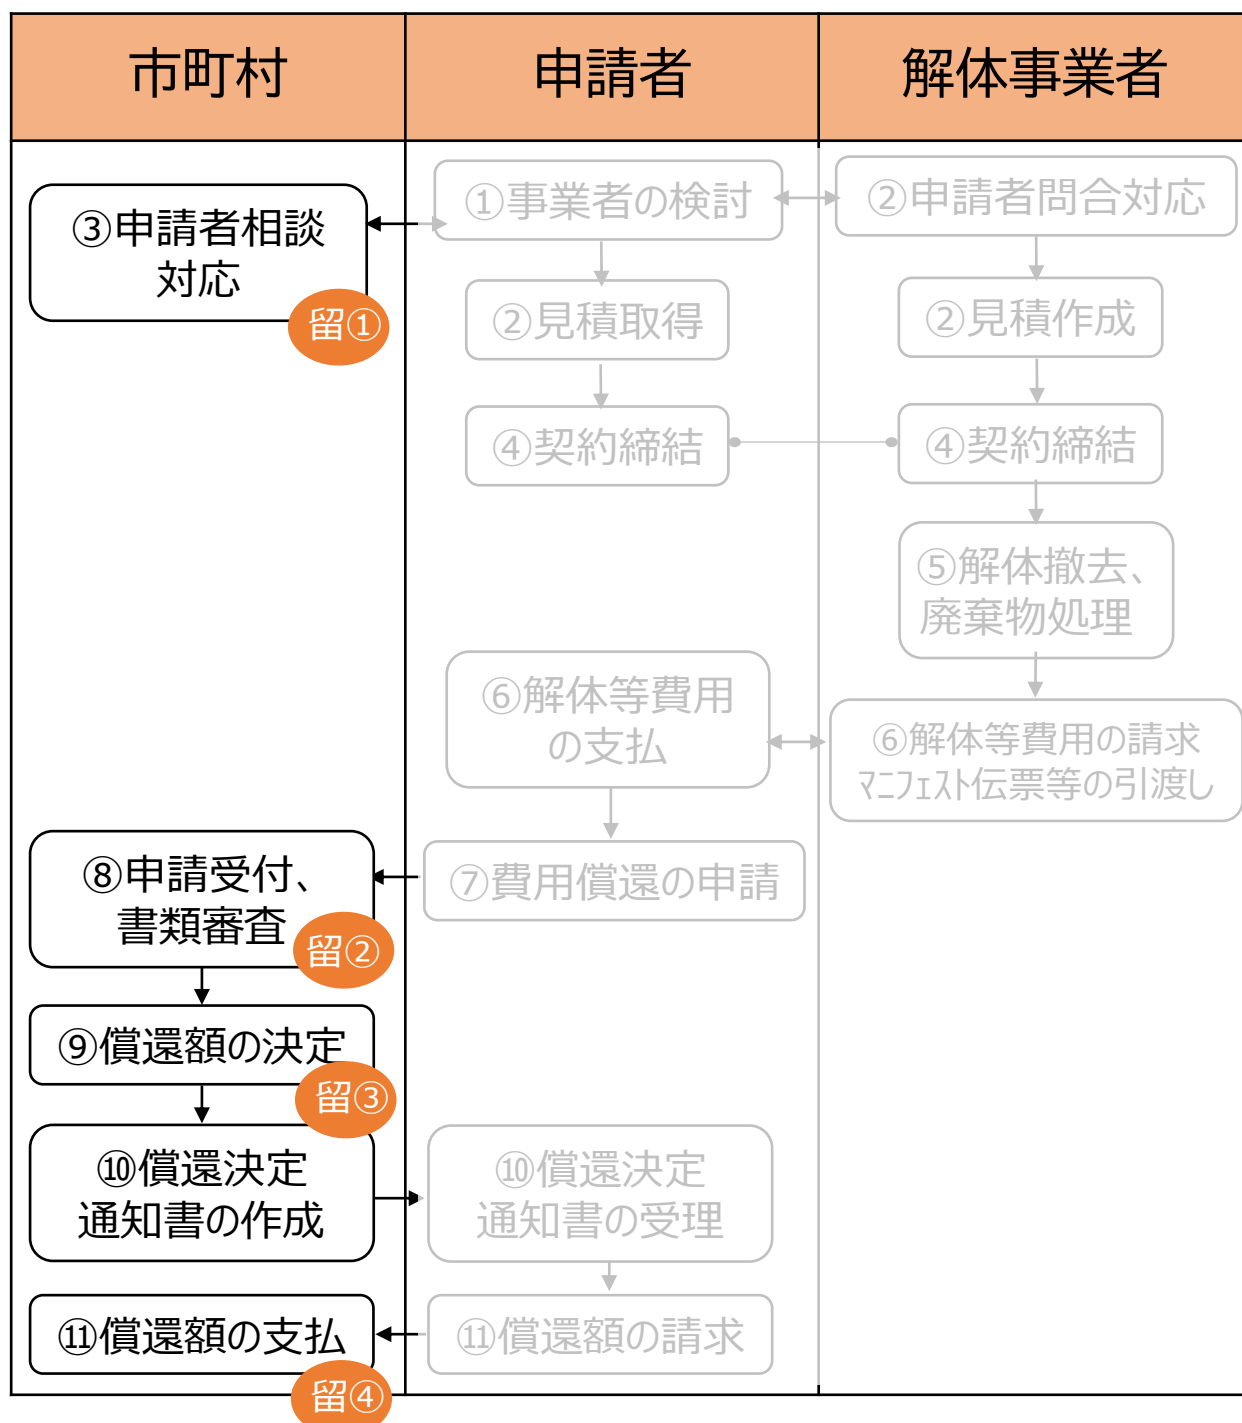 市町村
申請者
解体事業者
③申請者相談
対応
留①
①事業者の検討
②申請者問合対応
②見積取得
②見積作成
④契約締結
④契約締結
⑤解体撤去、
廃棄物処理
⑥解体等費用
の支払
⑥解体等費用の請求
ﾏﾆﾌｪｽﾄ伝票等の引渡し
⑦費用償還の申請
⑧申請受付、
書類審査
留②
⑨償還額の決定
留③
⑩償還決定
通知書の作成
⑩償還決定
通知書の受理
⑪償還額の請求
⑪償還額の支払
留④